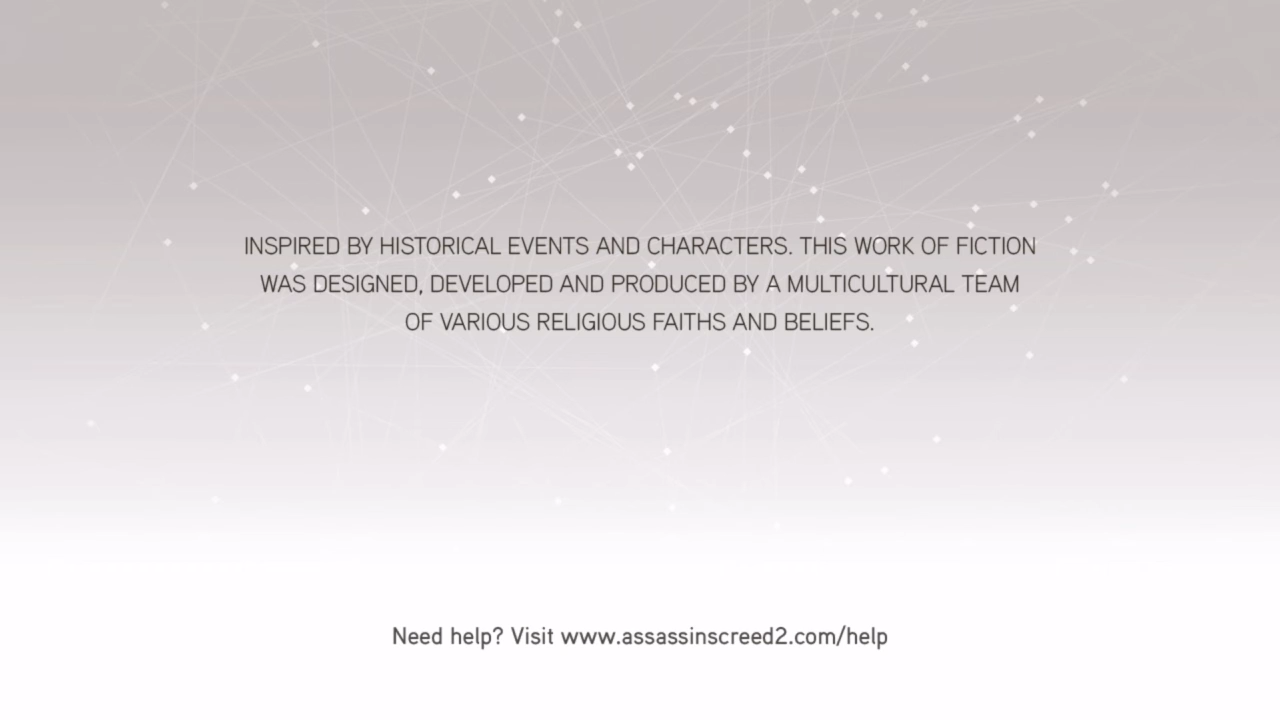 INSPIRED BY HISTORICAL EVENTS AND CHARACTERS. THIS WORK OF FICTION
WAS DESIGNED, DEVELOPED AND PRODUCED BY A MULTICULTURAL TEAM
OF VARIOUS RELIGIOUS FAITHS AND BELIEFS.
Need help? Visit www.assassinscreed2.com/help